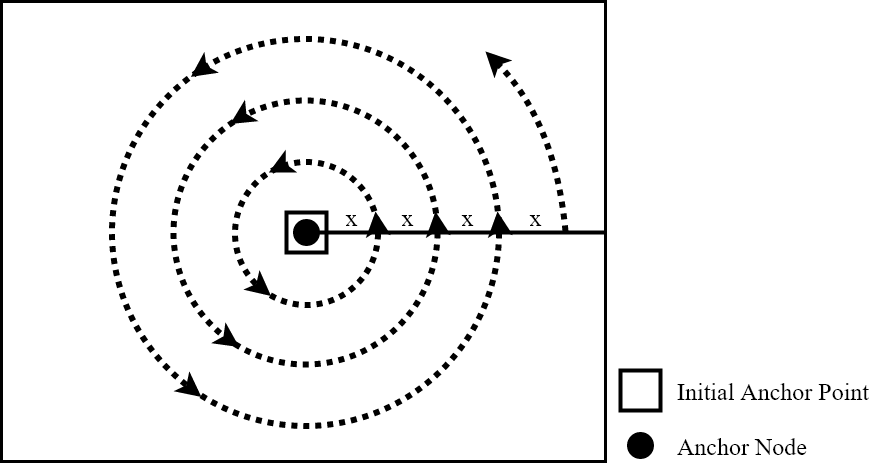 x x x x
Initial Anchor Point
Anchor Node